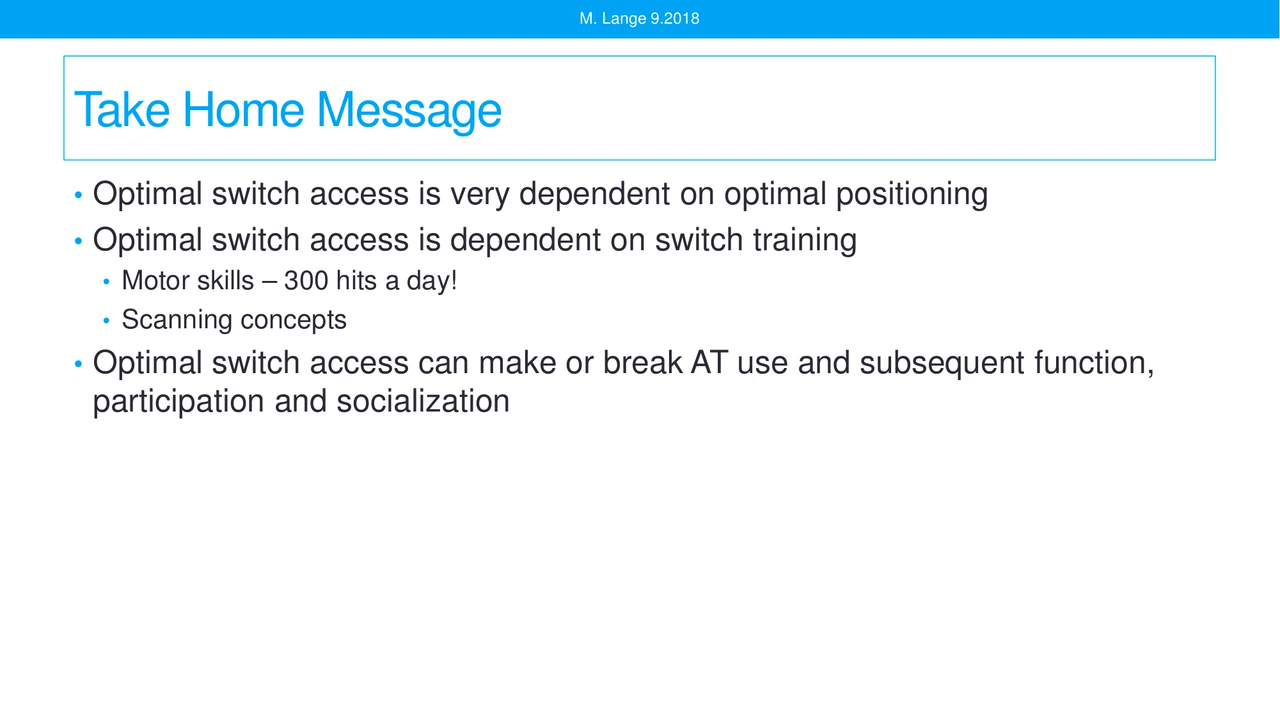 M. Lange 9.2018
Take Home Message
• Optimal switch access is very dependent on optimal positioning
• Optimal switch access is dependent on switch training
• Motor skills – 300 hits a day!
• Scanning concepts
• Optimal switch access can make or break AT use and subsequent function,
participation and socialization